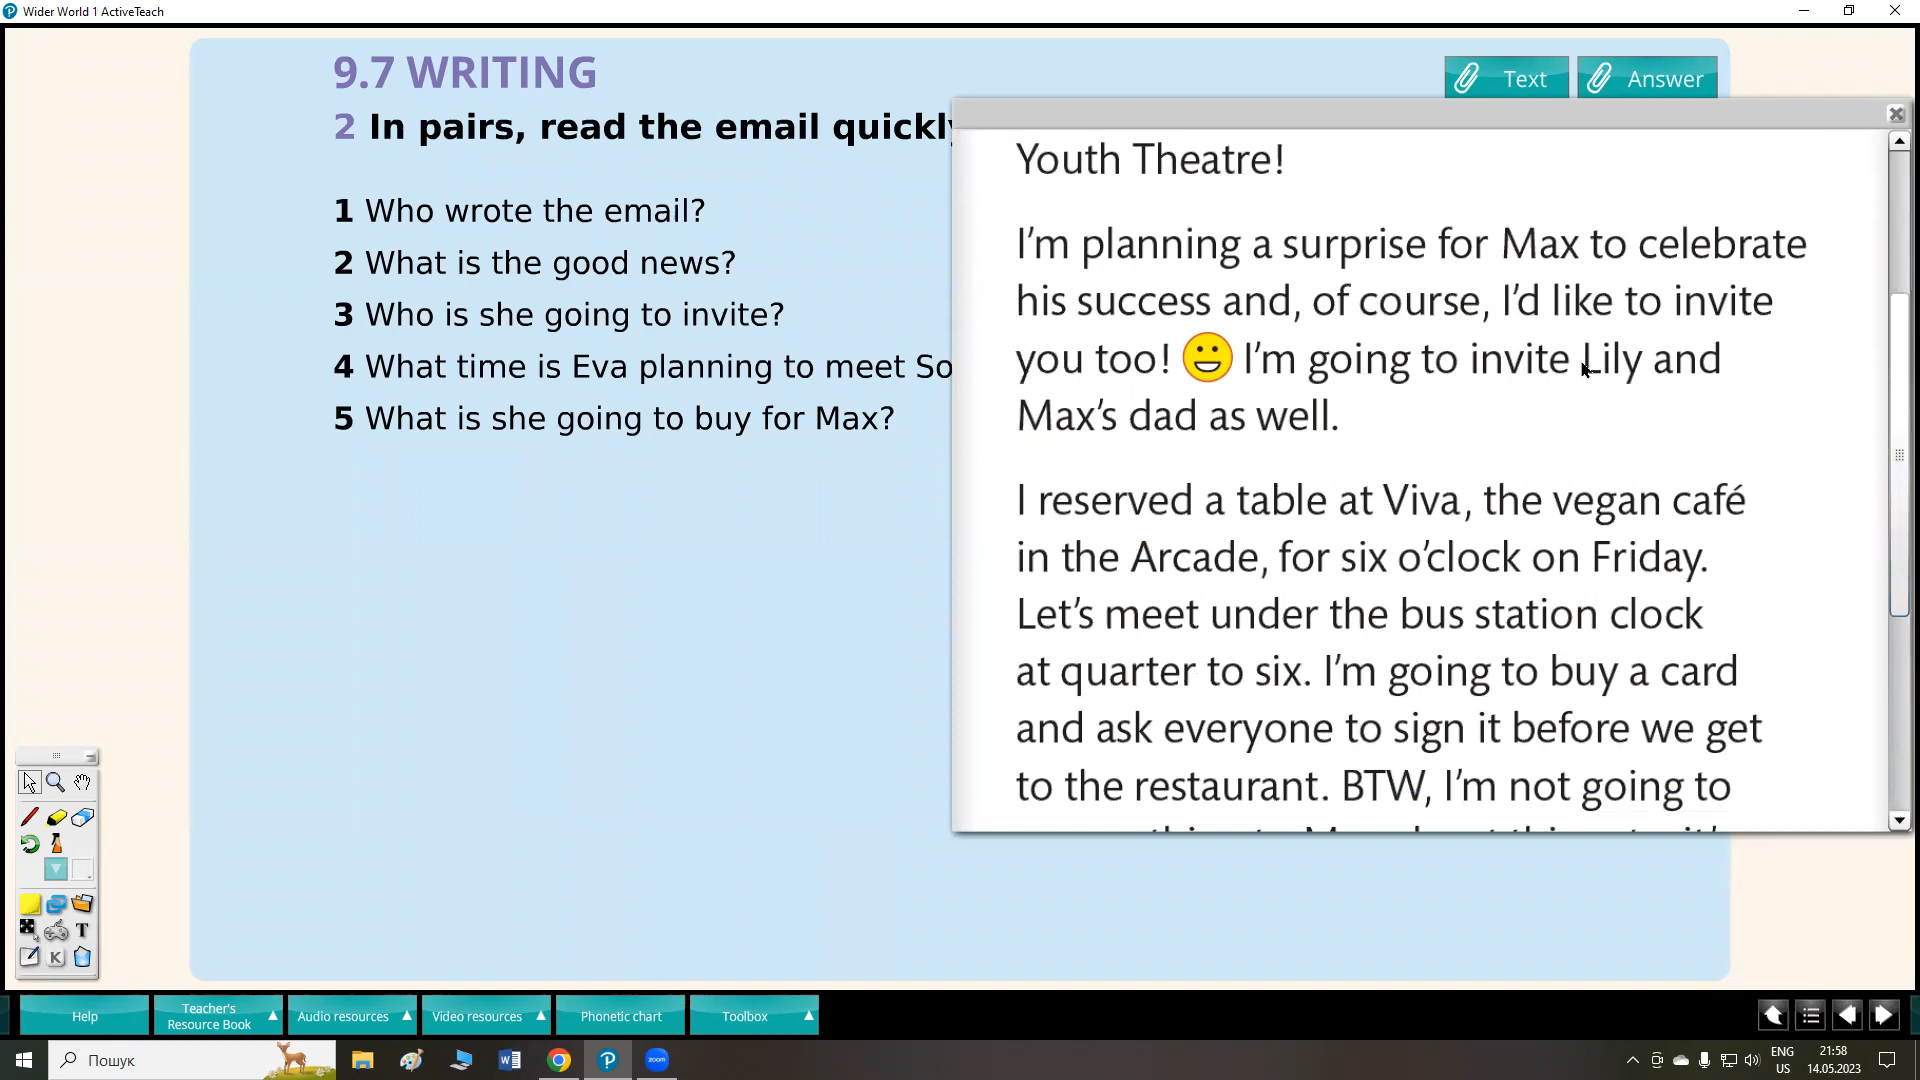 Wider World 1 ActiveTeach
9.7 WRITING
Text
Answer
2 In pairs, read the email quickly
1 Who wrote the email?
2 What is the good news?
3 Who is she going to invite?
4 What time is Eva planning to meet So
5 What is she going to buy for Max?
Youth Theatre!
I'm planning a surprise for Max to celebrate
his success and, of course, I'd like to invite
you too! I'm going to invite Lily and
Max's dad as well.
I reserved a table at Viva, the vegan café
in the Arcade, for six o'clock on Friday.
Let's meet under the bus station clock
at quarter to six. I'm going to buy a card
and ask everyone to sign it before we get
to the restaurant. BTW, I'm not going to
T
K
Help
Teacher's
Resource Book
Audio resources
Video resources
Phonetic chart
Toolbox
Пошук
zoom
ENG
US
21:58
14.05.2023